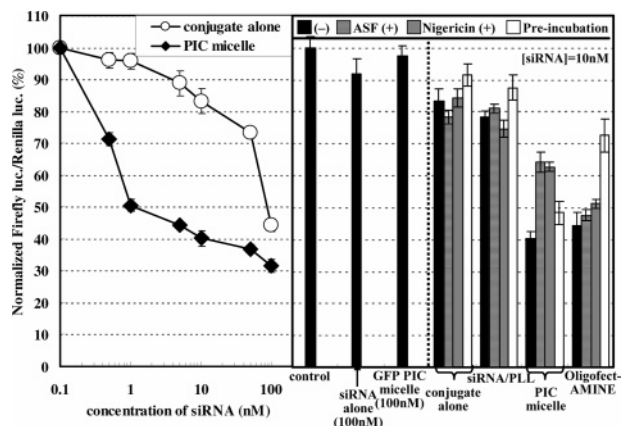 conjugate alone
PIC micelle
Normalized Firefly luc./Renilla luc. (%)
110
100
90
80
70
60
50
40
30
20
10
0
0.1
1
10
100
concentration of siRNA (nM)
(–) ASF (+) Nigericin (+) Pre-incubation
[siRNA]=10nM
control
siRNA
alone
(100nM)
GFP PIC
micelle
(100nM)
conjugate
alone
siRNA/PLL
PIC
micelle
Oligofect-
AMINE